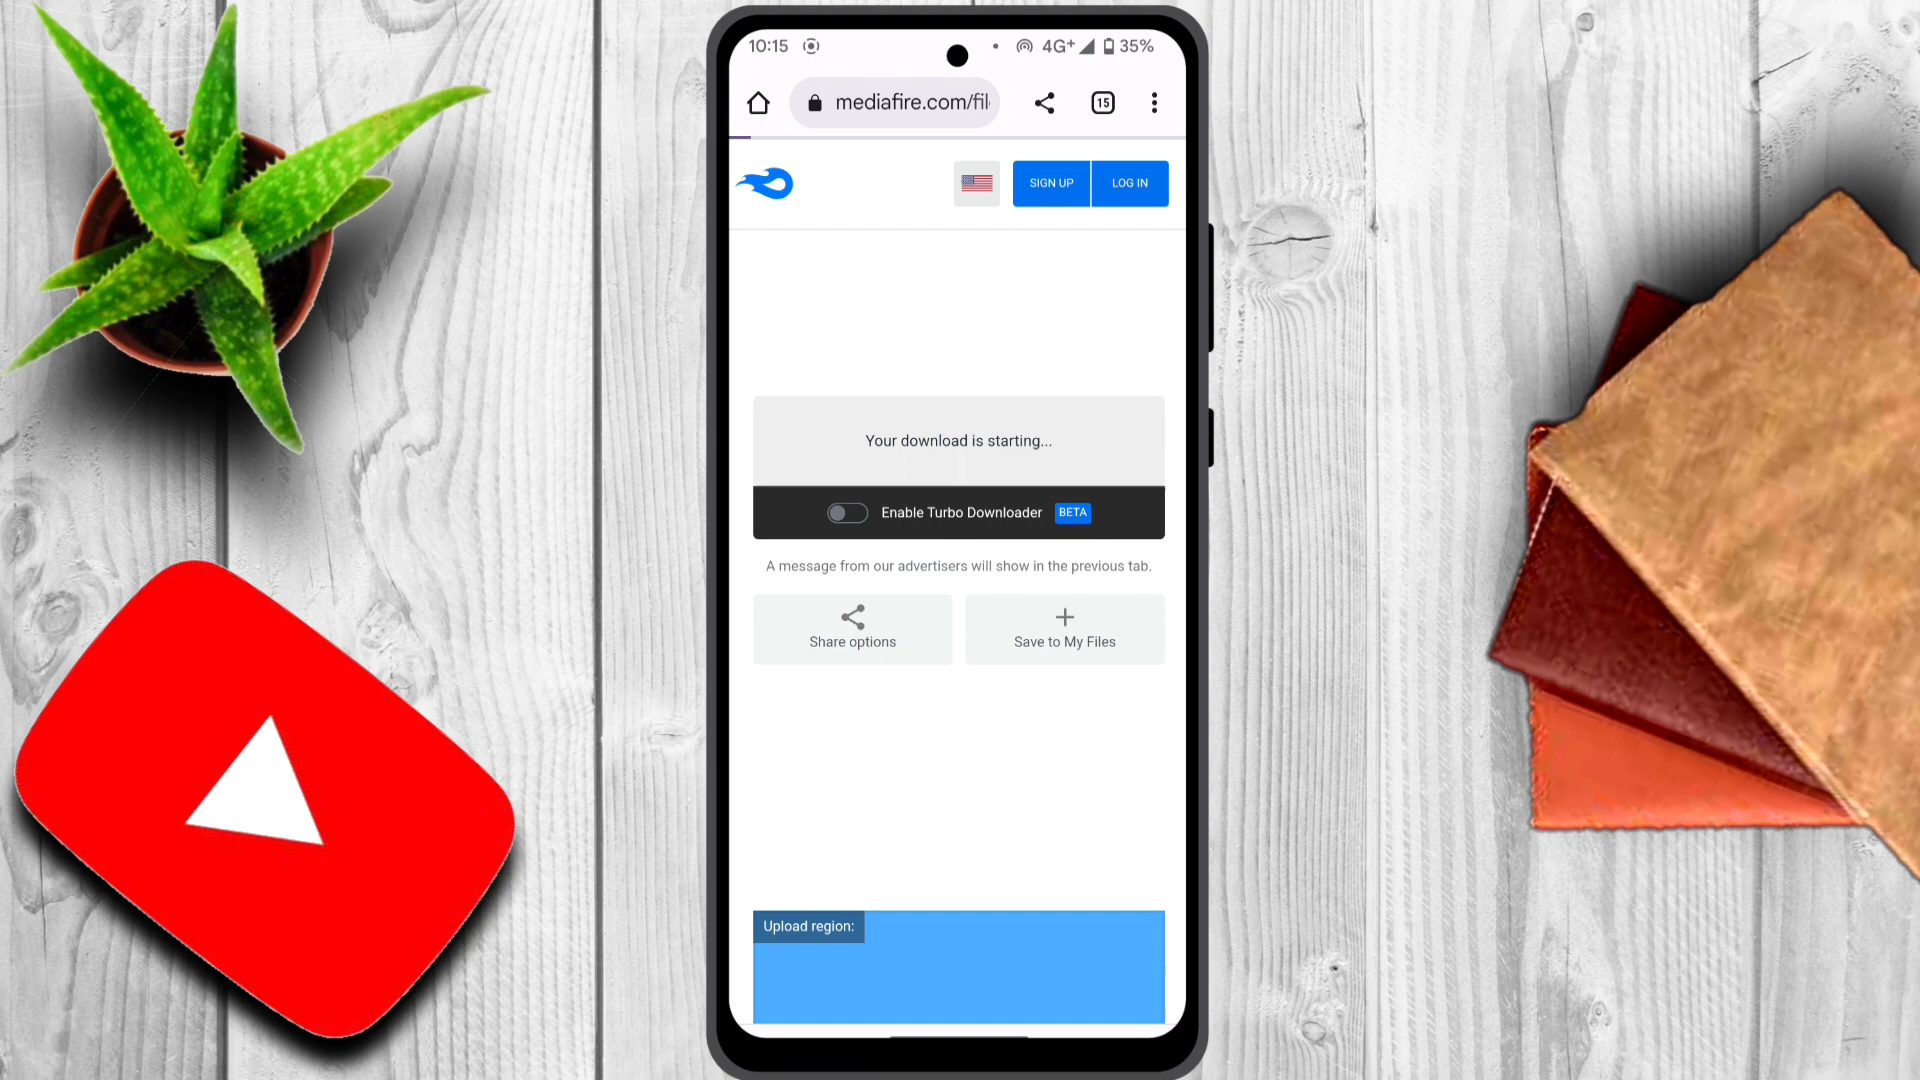 10:15 4G+ 35%
mediafire.com/fil 15
SIGN UP LOG IN
Your download is starting...
Enable Turbo Downloader BETA
A message from our advertisers will show in the previous tab.
Share options Save to My Files
Upload region: